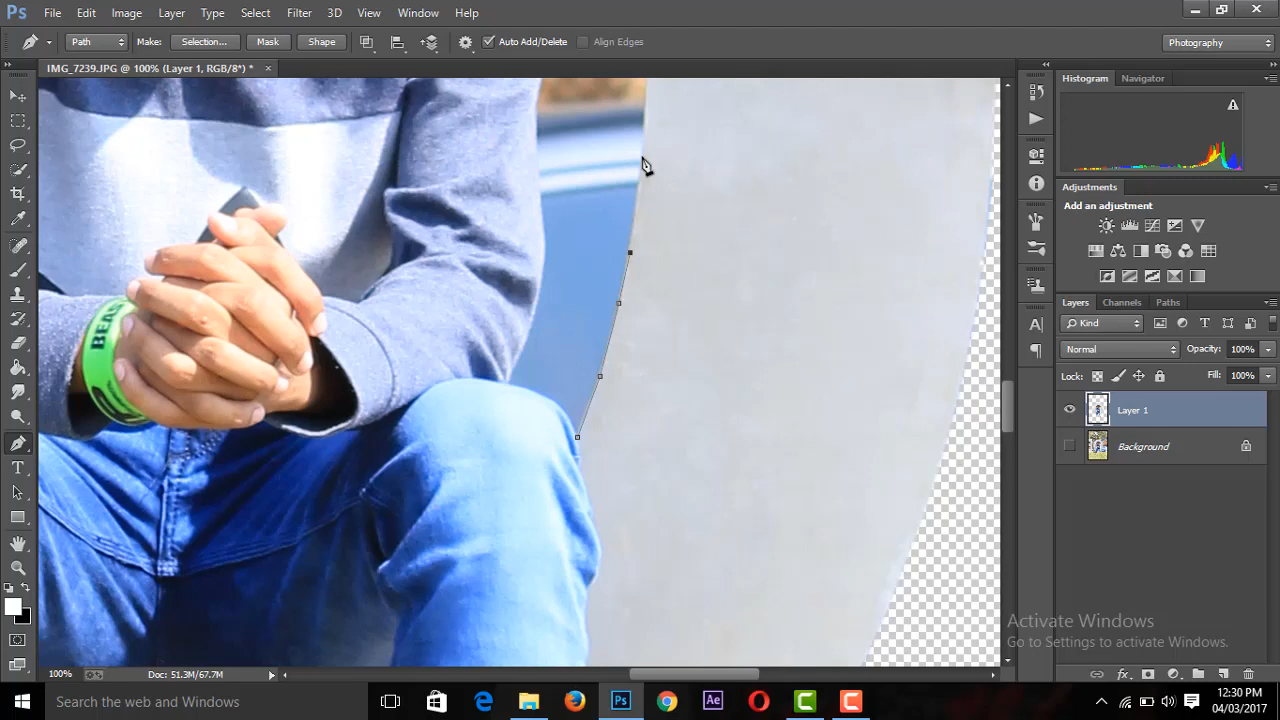 Ps File Edit Image Layer Type Select Filter 3D View Window Help
Path Make: Selection... Mask Shape Auto Add/Delete Align Edges Photography
IMG_7239.JPG @ 100% (Layer 1, RGB/8*) * ×
Histogram Navigator
Adjustments
Add an adjustment
Layers Channels Paths
Kind
Normal Opacity: 100%
Lock: Fill: 100%
Layer 1
Background
Activate Windows
Go to Settings to activate Windows.
100% Doc: 51.3M/67.7M
Search the web and Windows
Ps Ae
12:30 PM
04/03/2017